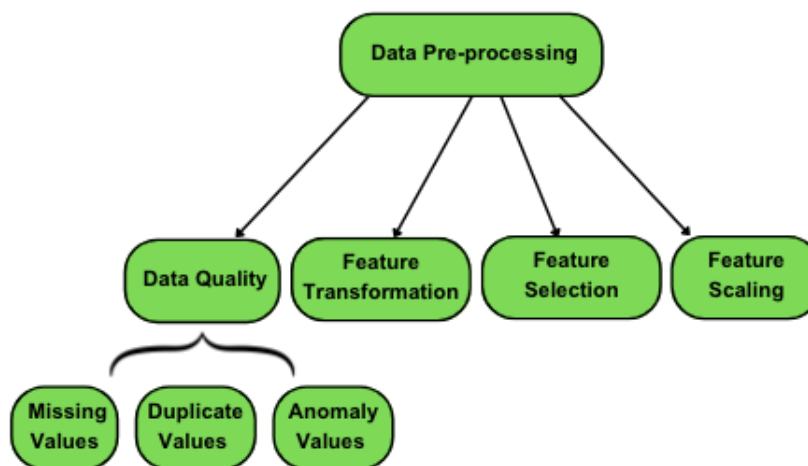 Data Pre-processing
Data Quality
Feature
Transformation
Feature
Selection
Feature
Scaling
Missing
Values
Duplicate
Values
Anomaly
Values